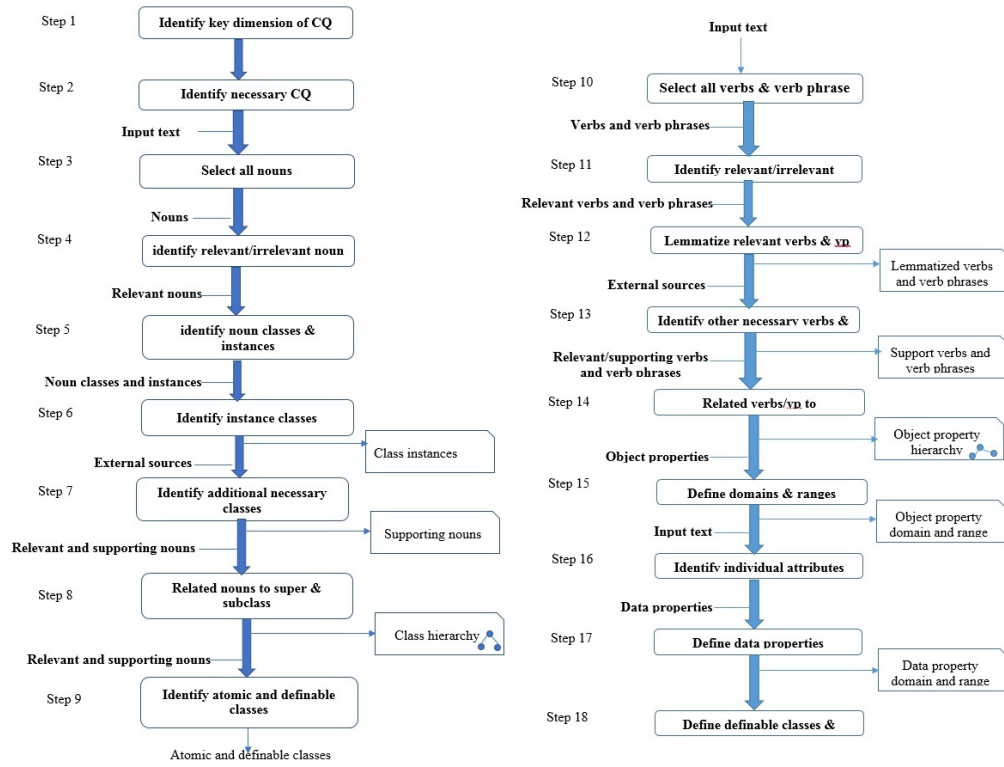 Step 1
Identify key dimension of CQ
Step 2
Identify necessary CQ
Input text
Step 3
Select all nouns
Nouns
Step 4
identify relevant/irrelevant noun
Relevant nouns
Step 5
identify noun classes &
instances
Noun classes and instances
Step 6
Identify instance classes
Class instances
External sources
Step 7
Identify additional necessary
classes
Supporting nouns
Relevant and supporting nouns
Step 8
Related nouns to super &
subclass
Class hierarchy
Relevant and supporting nouns
Step 9
Identify atomic and definable
classes
Atomic and definable classes
Input text
Step 10
Select all verbs & verb phrase
Verbs and verb phrases
Step 11
Identify relevant/irrelevant
Relevant verbs and verb phrases
Step 12
Lemmatize relevant verbs & vp
Lemmatized verbs
and verb phrases
External sources
Step 13
Identify other necessary verbs &
Support verbs and
verb phrases
Relevant/supporting verbs
and verb phrases
Step 14
Related verbs/vp to
Object property
hierarchy
Object properties
Step 15
Define domains & ranges
Object property
domain and range
Input text
Step 16
Identify individual attributes
Data properties
Step 17
Define data properties
Data property
domain and range
Step 18
Define definable classes &